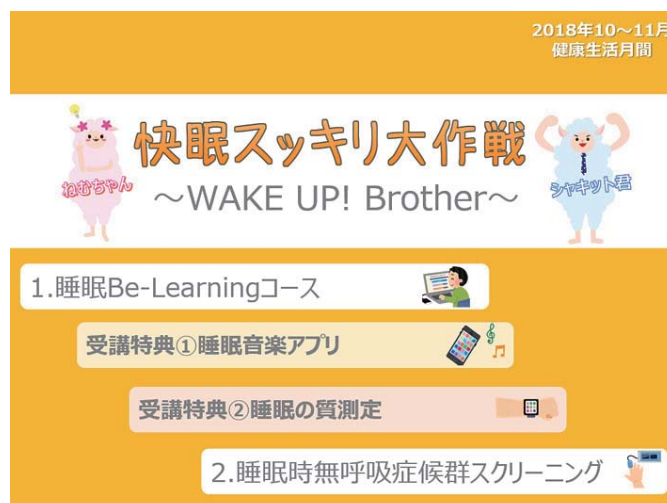 2018年10～11月
健康生活月間
快眠スッキリ大作戦
ねむちゃん
～WAKE UP! Brother～
シャキット君
1.睡眠Be-Learningコース
受講特典①睡眠音楽アプリ
受講特典②睡眠の質測定
2.睡眠時無呼吸症候群スクリーニング